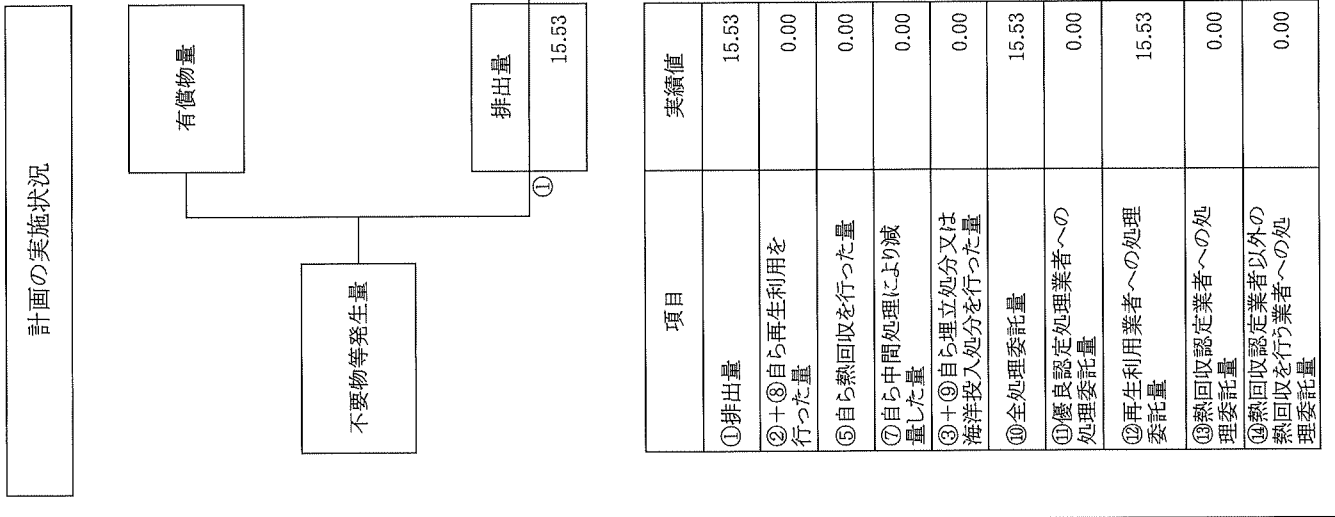 計画の実施状況
有償物量
不要物等発生量
排出量
①
15.53
項目
実績値
①排出量
15.53
②+⑧自ら再生利用を
行った量
0.00
⑤自ら熱回収を行った量
0.00
⑦自ら中間処理により減
量した量
0.00
③+⑨自ら埋立処分又は
海洋投入処分を行った量
0.00
⑩全処理委託量
15.53
⑪優良認定処理業者への
処理委託量
0.00
⑫再生利用業者への処理
委託量
15.53
⑬熱回収認定業者への処
理委託量
0.00
⑭熱回収認定業者以外の
熱回収を行う業者への処
理委託量
0.00